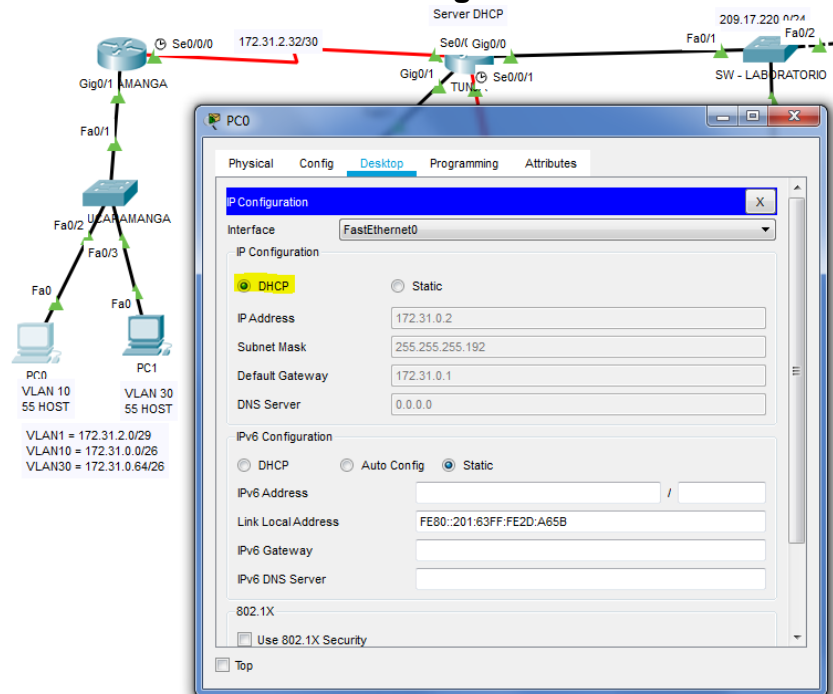 Server DHCP
209.17.220.0/24
Se0/0/0
172.31.2.32/30
Gig0/0
Fa0/1
Fa0/2
Gig0/1
AMANGA
Gig0/1
Se0/0/1
SW - LABORATORIO
Fa0/1
UCARAMANGA
Fa0/2
Fa0/3
Fa0
Fa0
PC0
PC1
VLAN 10
55 HOST
VLAN 30
55 HOST
VLAN1 = 172.31.2.0/29
VLAN10 = 172.31.0.0/26
VLAN30 = 172.31.0.64/26
PC0
Physical Config Desktop Programming Attributes
IP Configuration X
Interface FastEthernet0
IP Configuration
DHCP Static
IP Address 172.31.0.2
Subnet Mask 255.255.255.192
Default Gateway 172.31.0.1
DNS Server 0.0.0.0
IPv6 Configuration
DHCP Auto Config Static
IPv6 Address /
Link Local Address FE80::201:63FF:FE2D:A65B
IPv6 Gateway
IPv6 DNS Server
802.1X
Use 802.1X Security
Top